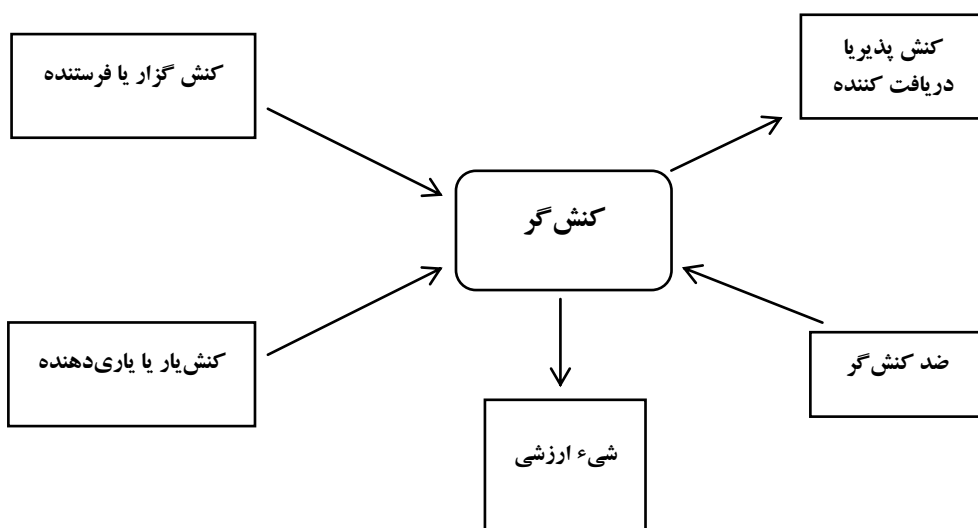 کنش پذیریا
دریافت کننده
کنش گزار یا فرستنده
کنش‌گر
ضد کنش‌گر
کنش‌یار یا یاری‌دهنده
شیء ارزشی